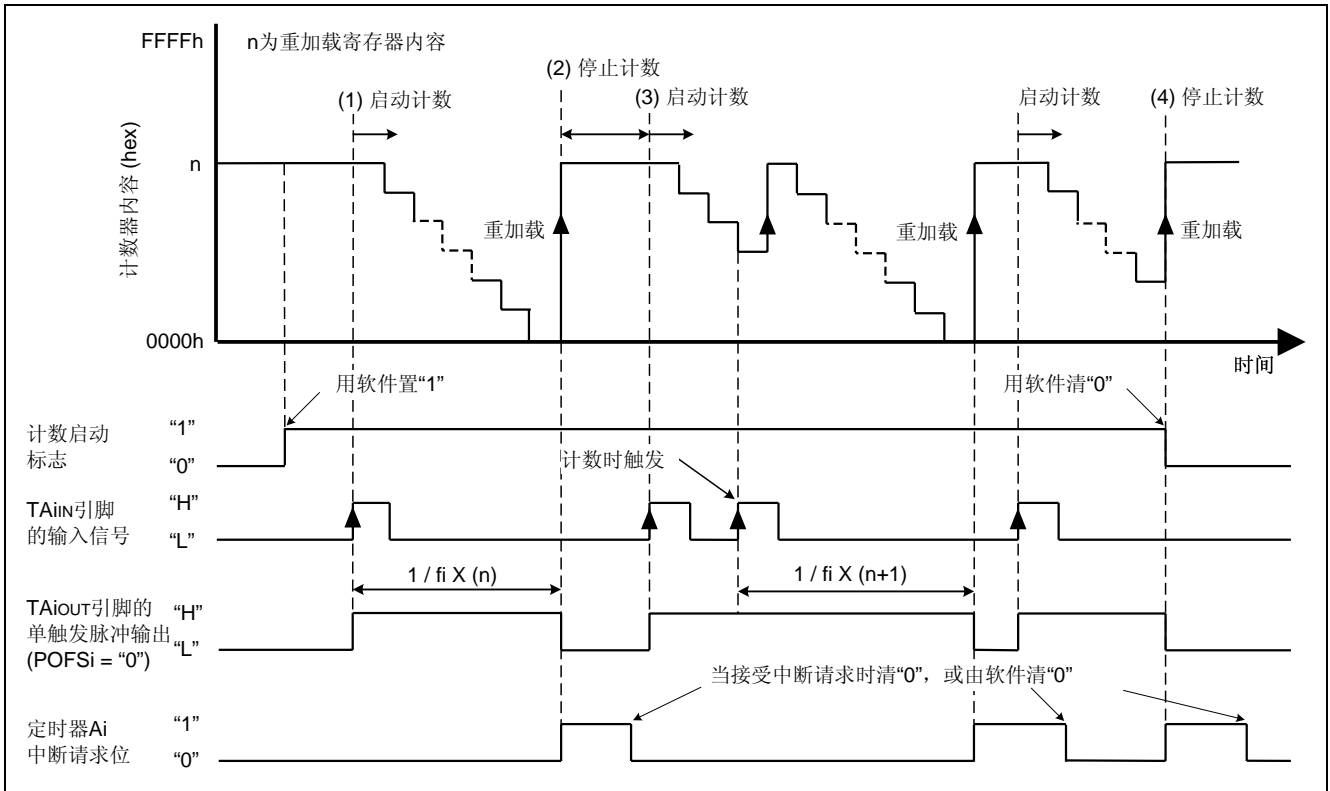 FFFFh
n为重加载寄存器内容
(2) 停止计数
(1) 启动计数
(3) 启动计数
启动计数
(4) 停止计数
计数器内容 (hex)
n
重加载
重加载
重加载
0000h
时间
用软件置“1”
用软件清“0”
计数启动
标志
“1”
“0”
计数时触发
TAiIN引脚
的输入信号
“H”
“L”
1 / fi X (n)
1 / fi X (n+1)
TAiOUT引脚的
单触发脉冲输出
(POFSi = “0”)
“H”
“L”
当接受中断请求时清“0”，或由软件清“0”
定时器Ai
中断请求位
“1”
“0”